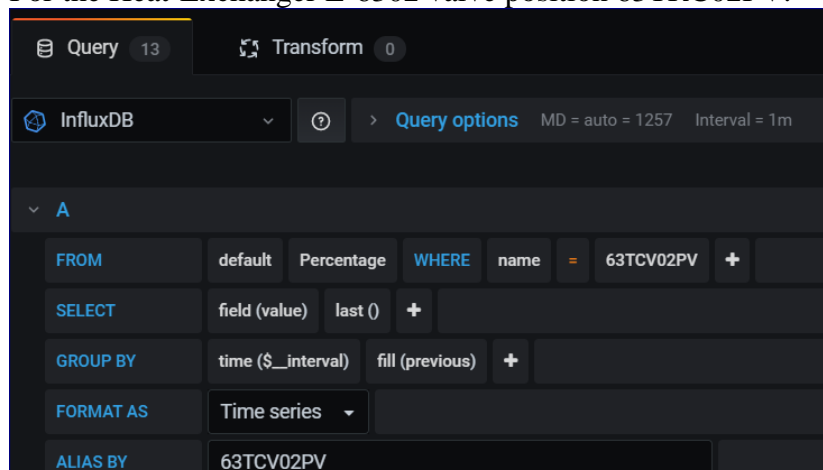 Query 13 Transform 0
InfluxDB Query options MD = auto = 1257 Interval = 1m
A
FROM default Percentage WHERE name = 63TCV02PV +
SELECT field (value) last () +
GROUP BY time ($__interval) fill (previous) +
FORMAT AS Time series
ALIAS BY 63TCV02PV